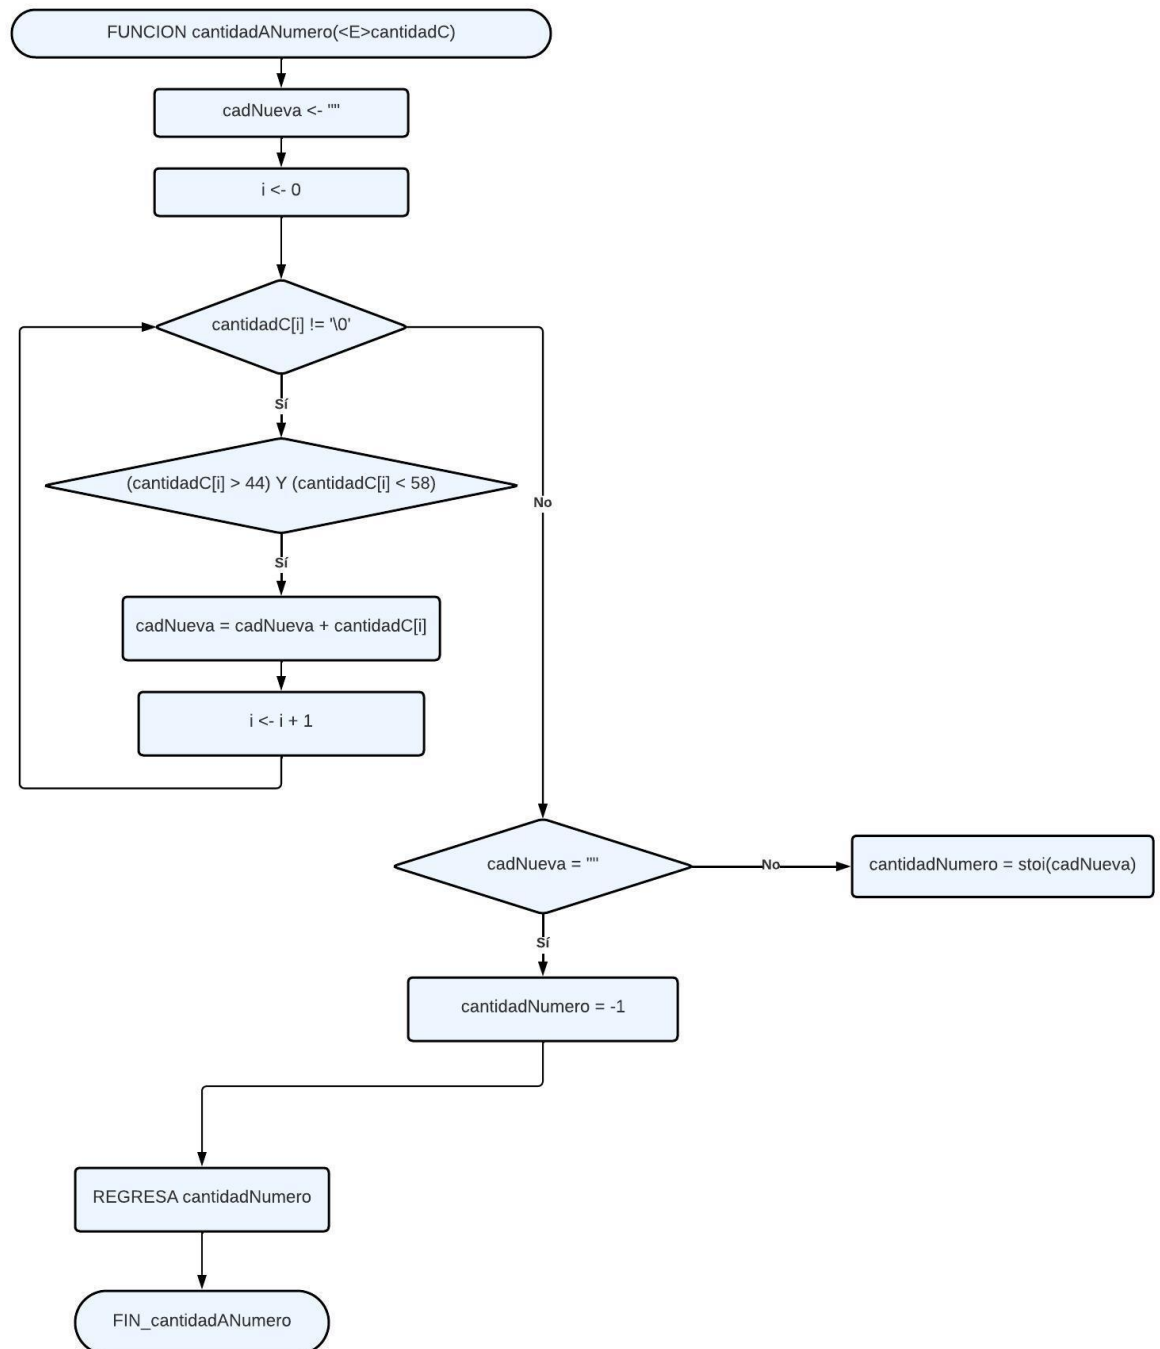 FUNCION cantidadANumero(<E>cantidadC)
cadNueva <- ""
i <- 0
cantidadC[i] != '\0'
Sí
(cantidadC[i] > 44) Y (cantidadC[i] < 58)
No
Sí
cadNueva = cadNueva + cantidadC[i]
i <- i + 1
cadNueva = ""
No
cantidadNumero = stoi(cadNueva)
Sí
cantidadNumero = -1
REGRESA cantidadNumero
FIN_cantidadANumero